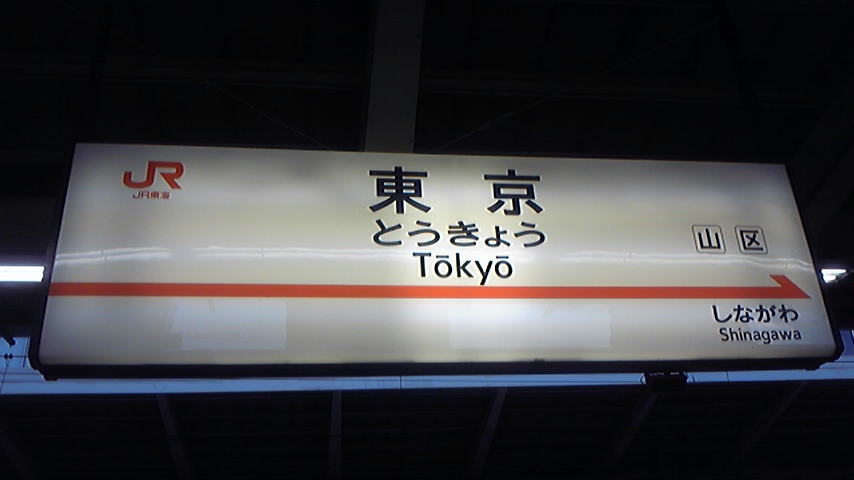 JR
JR東海
東京
とうきょう
Tōkyō
山 区
しながわ
Shinagawa